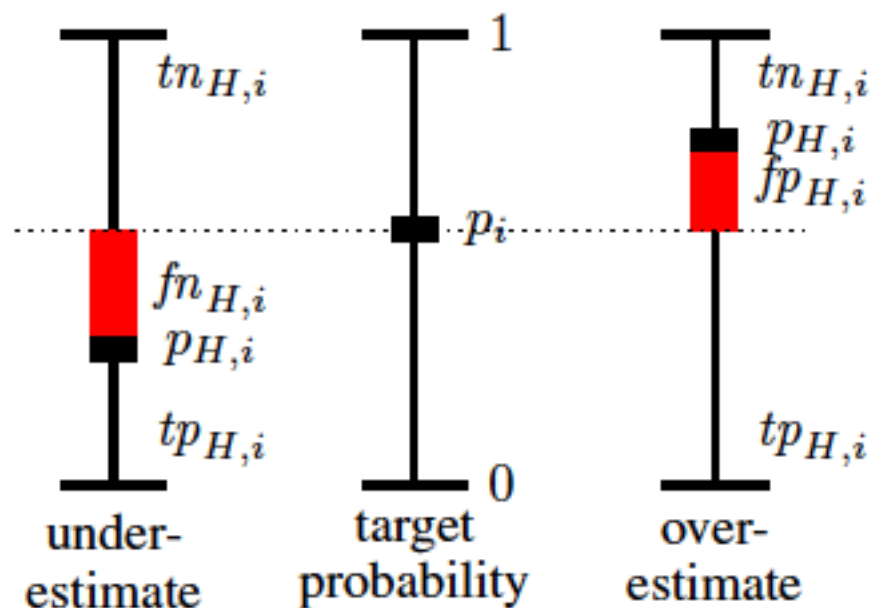 1
tn_{H,i}
tn_{H,i}
p_{H,i}
fp_{H,i}
p_i
fn_{H,i}
p_{H,i}
tp_{H,i}
tp_{H,i}
0
under-
estimate
target
probability
over-
estimate